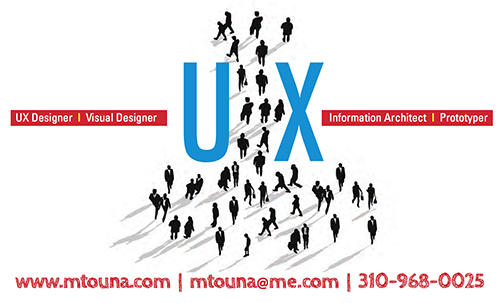 UX
UX Designer | Visual Designer
Information Architect | Prototyper
www.mtouna.com | mtouna@me.com | 310-968-0025